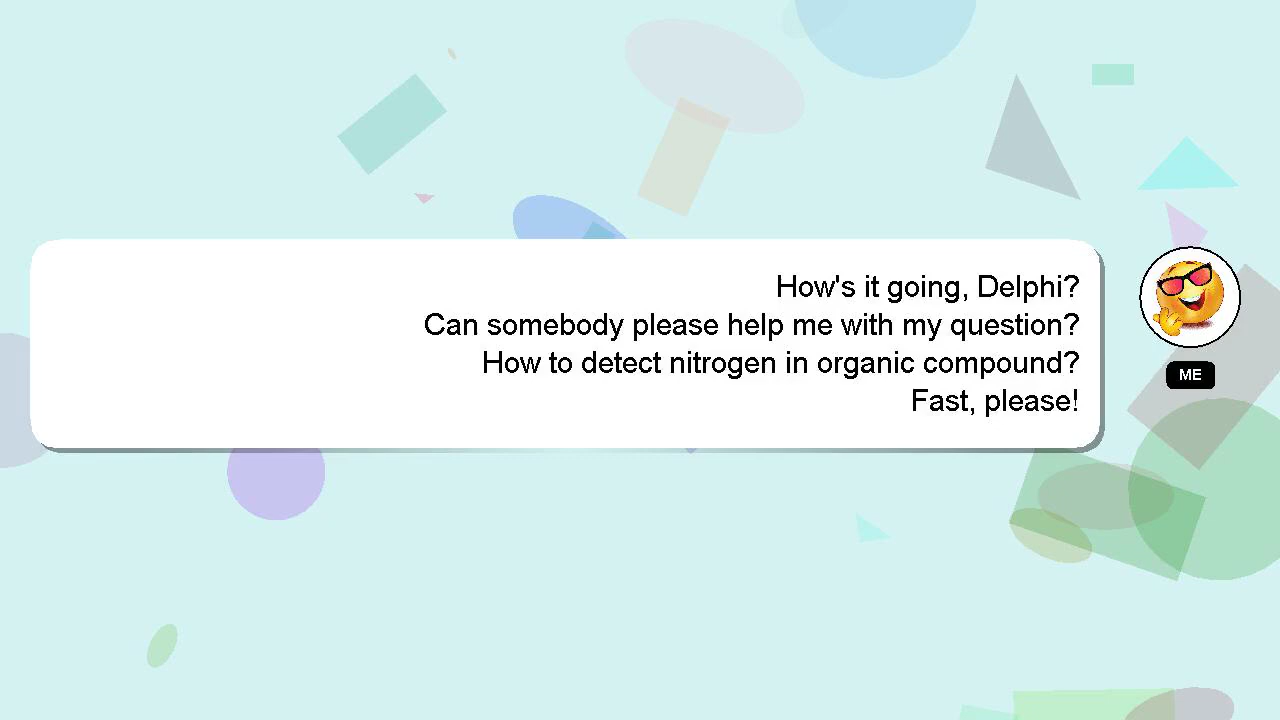 How's it going, Delphi?
Can somebody please help me with my question?
How to detect nitrogen in organic compound?
Fast, please!
ME